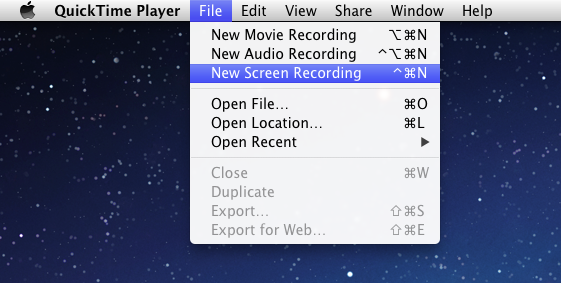 QuickTime Player File Edit View Share Window Help
New Movie Recording ⌥⌘N
New Audio Recording ^⌥⌘N
New Screen Recording ^⌘N
Open File... ⌘O
Open Location... ⌘L
Open Recent ▶
Close ⌘W
Duplicate
Export... ⇧⌘S
Export for Web... ⇧⌘E